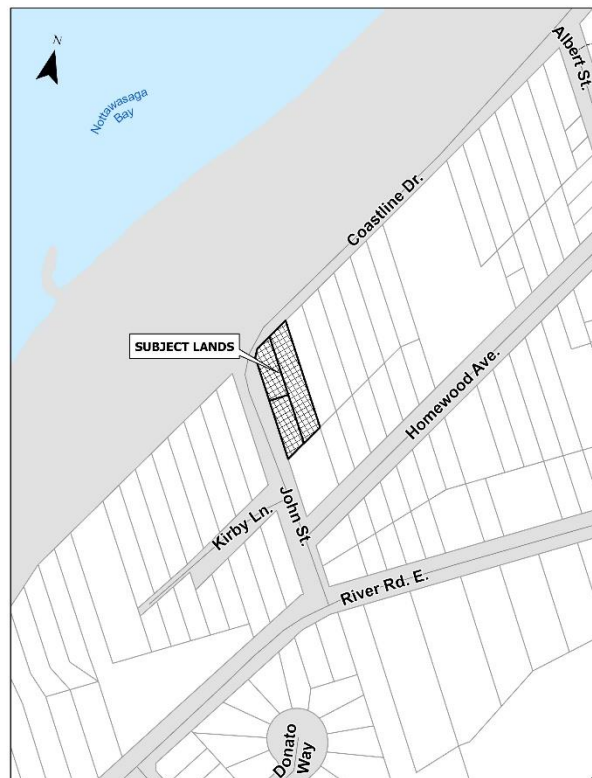 N
Albert St.
Nottawasaga
Bay
Coastline Dr.
SUBJECT LANDS
Homewood Ave.
John St.
Kirby Ln.
River Rd. E.
Donato
Way